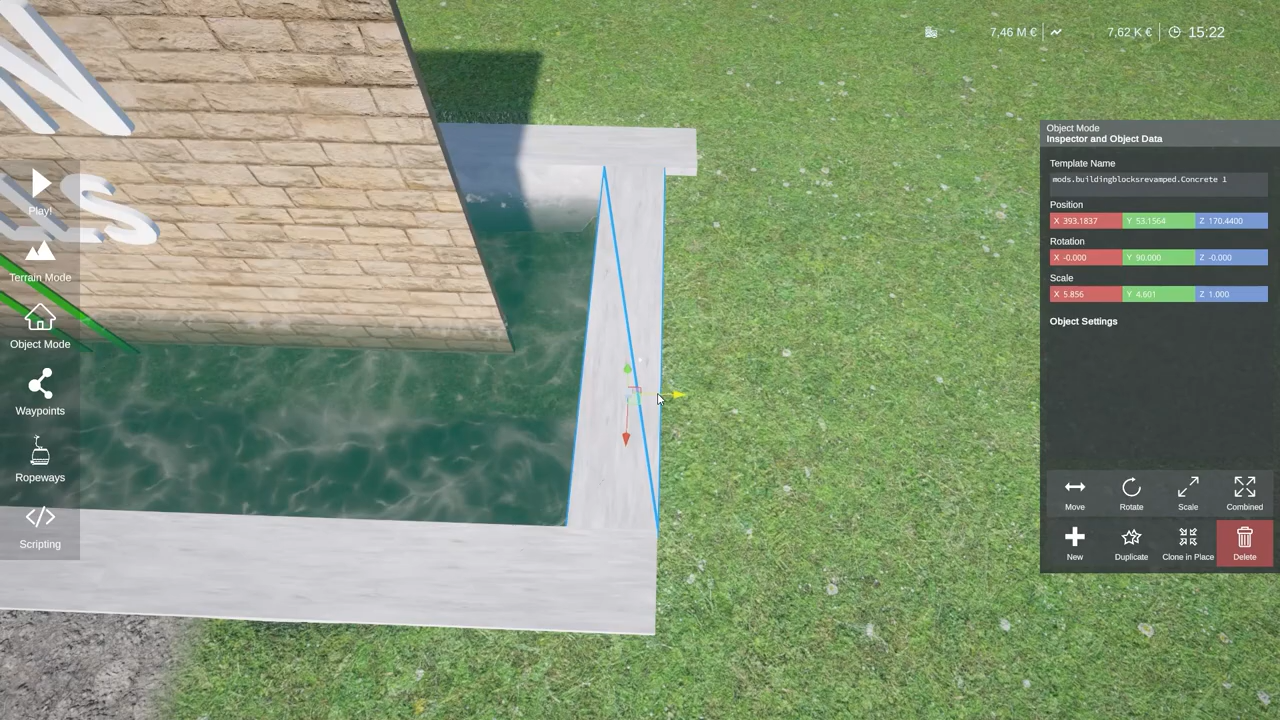 7,46 M €
7,62 K €
15:22
N
LS
Play!
Terrain Mode
Object Mode
Waypoints
Ropeways
Scripting
Object Mode
Inspector and Object Data
Template Name
mods.buildingblocksrevamped.Concrete 1
Position
X 393.1837 Y 53.1564 Z 170.4400
Rotation
X -0.000 Y 90.000 Z -0.000
Scale
X 5.856 Y 4.601 Z 1.000
Object Settings
Move Rotate Scale Combined
New Duplicate Clone in Place Delete